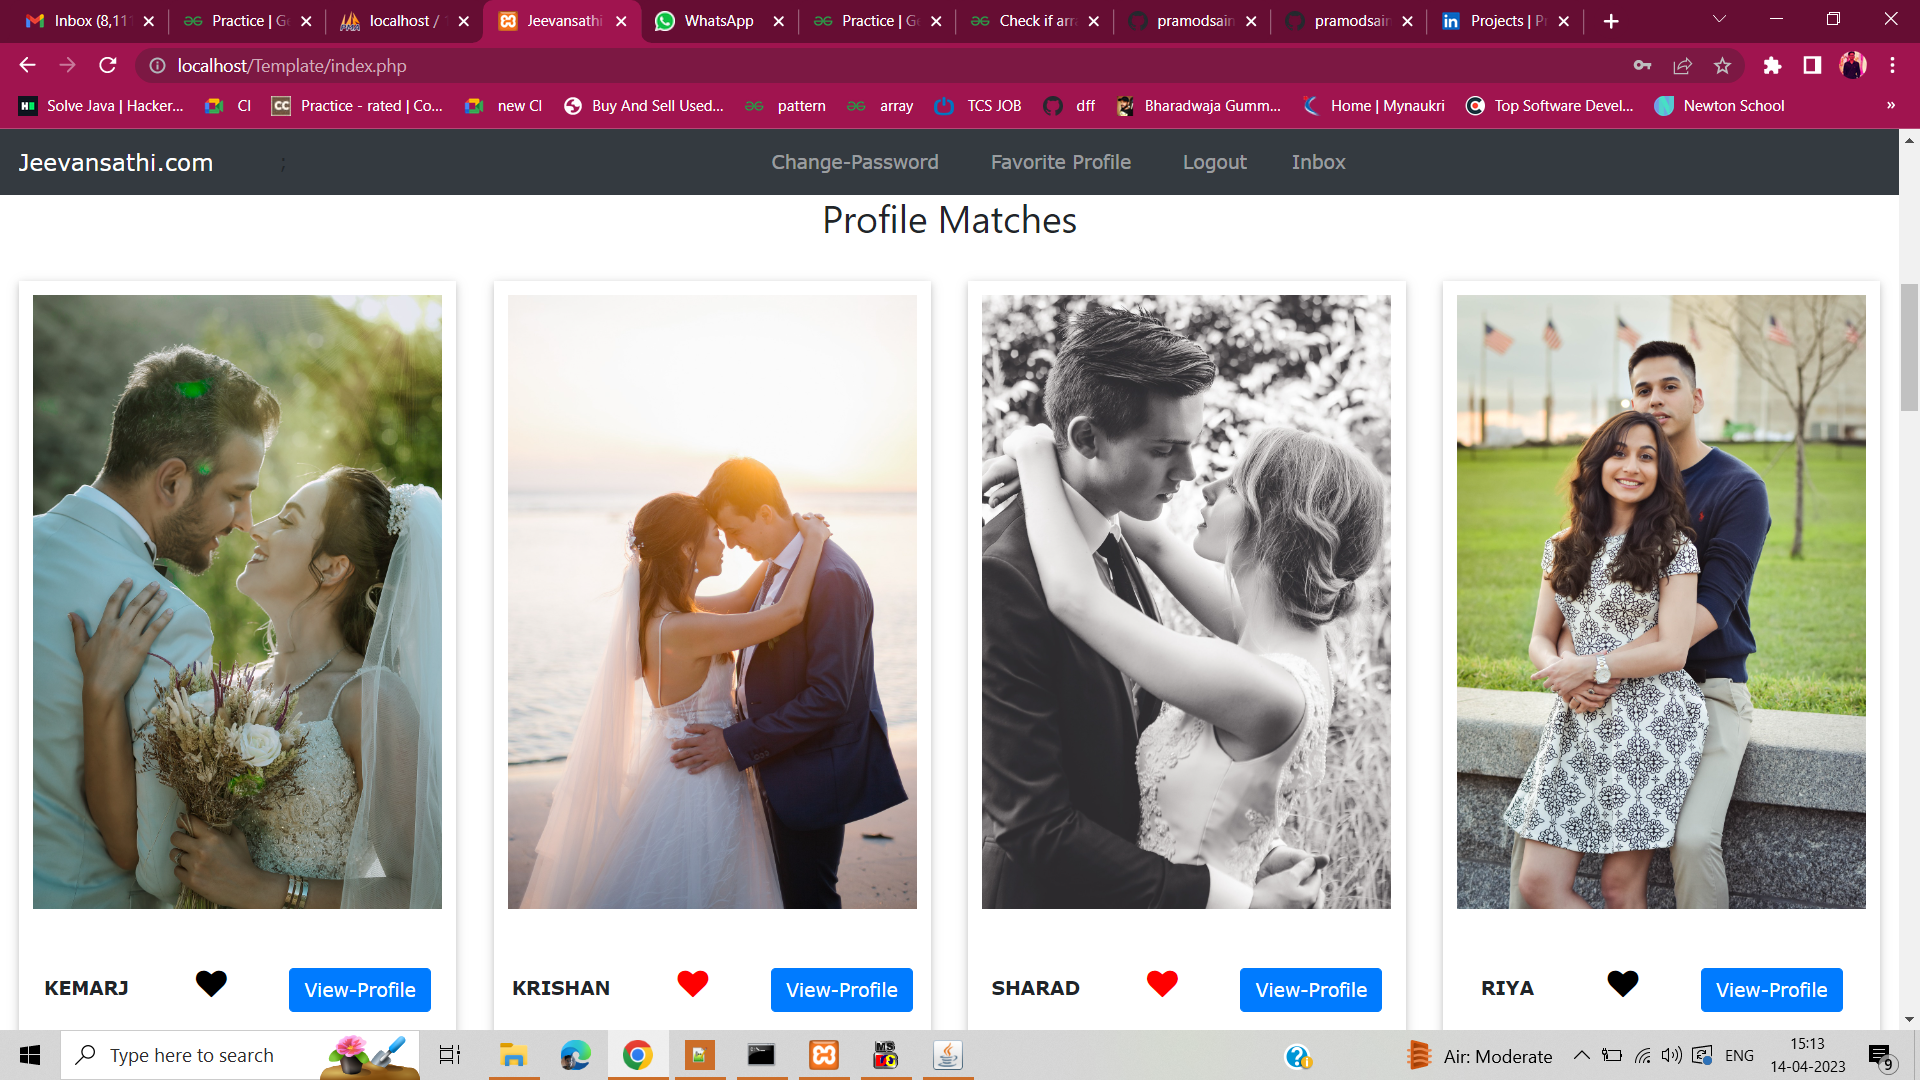 Inbox (8,11
Practice | Ge
localhost /
Jeevansathi
WhatsApp
Practice | Ge
Check if arra
pramodsain
pramodsain
Projects | P
localhost/Template/index.php
Solve Java | Hacker...
CI
Practice - rated | Co...
new CI
Buy And Sell Used...
pattern
array
TCS JOB
dff
Bharadwaja Gumm...
Home | Mynaukri
Top Software Devel...
Newton School
»
Jeevansathi.com ; Change-Password Favorite Profile Logout Inbox
Profile Matches
KEMARJ View-Profile
KRISHAN View-Profile
SHARAD View-Profile
RIYA View-Profile
Type here to search
Air: Moderate
ENG
15:13
14-04-2023
9